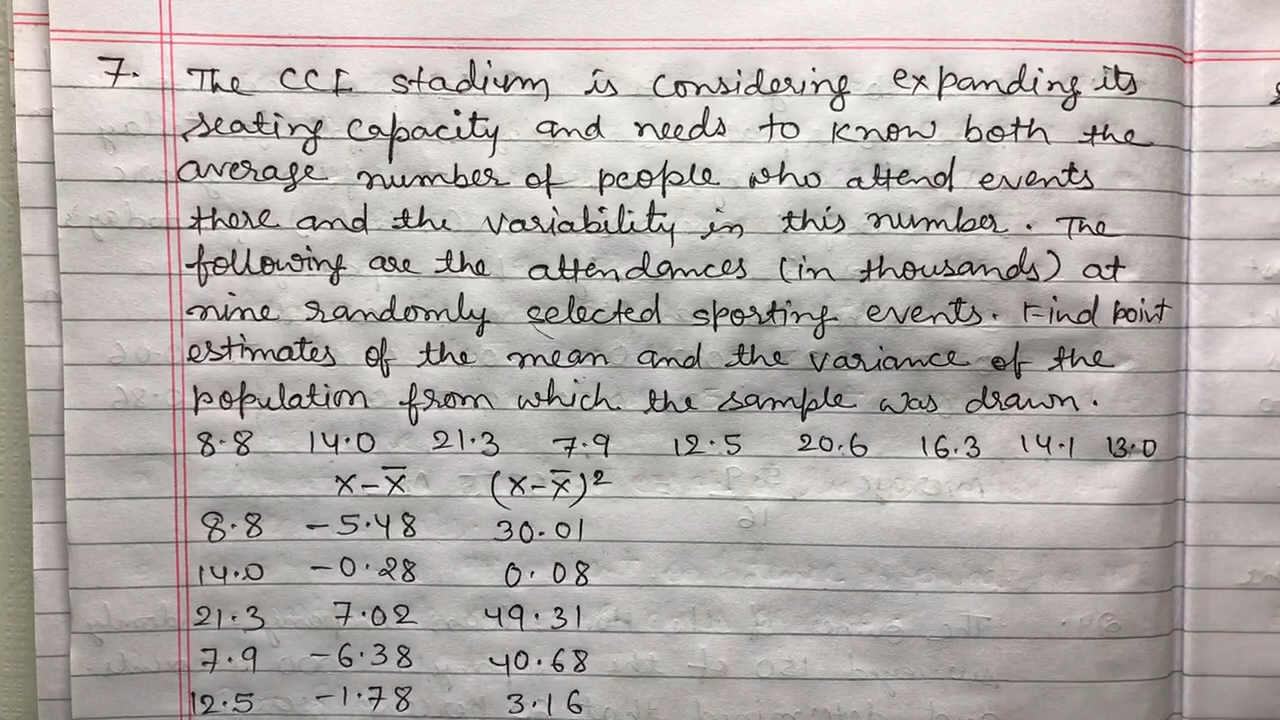 7. The CCI stadium is considering expanding its
seating capacity and needs to know both the
average number of people who attend events
there and the variability in this number. The
following are the attendances (in thousands) at
nine randomly selected sporting events. Find point
estimates of the mean and the variance of the
population from which the sample was drawn.
8.8 14.0 21.3 7.9 12.5 20.6 16.3 14.1 13.0
x-x̅ (x-x̅)²
8.8 -5.48 30.01
14.0 -0.28 0.08
21.3 7.02 49.31
7.9 -6.38 40.68
12.5 -1.78 3.16